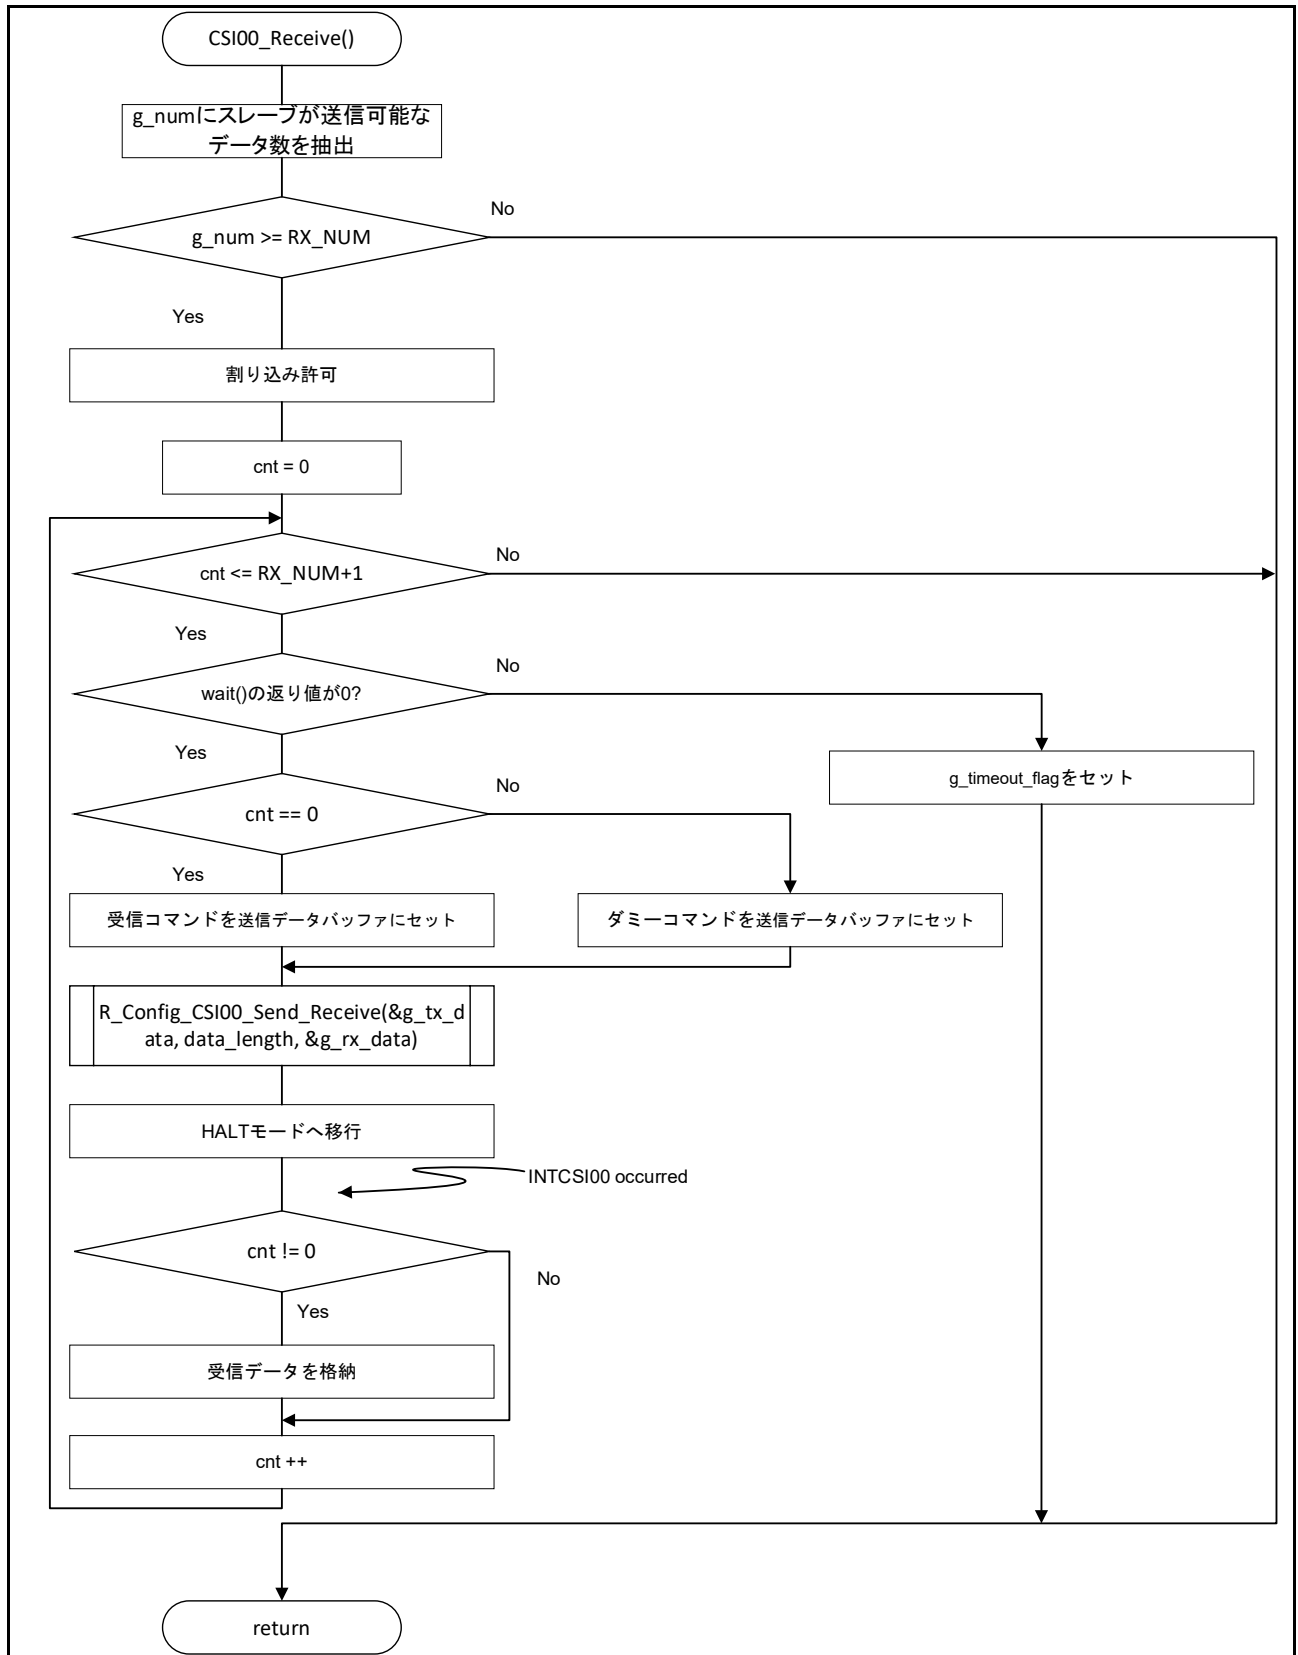 CSI00_Receive()
g_numにスレーブが送信可能な
データ数を抽出
No
g_num >= RX_NUM
Yes
割り込み許可
cnt = 0
No
cnt <= RX_NUM+1
Yes
No
wait()の返り値が0?
Yes
g_timeout_flagをセット
No
cnt == 0
Yes
受信コマンドを送信データバッファにセット
ダミーコマンドを送信データバッファにセット
R_Config_CSI00_Send_Receive(&g_tx_d
ata, data_length, &g_rx_data)
HALTモードへ移行
INTCSI00 occurred
cnt != 0
No
Yes
受信データを格納
cnt ++
return